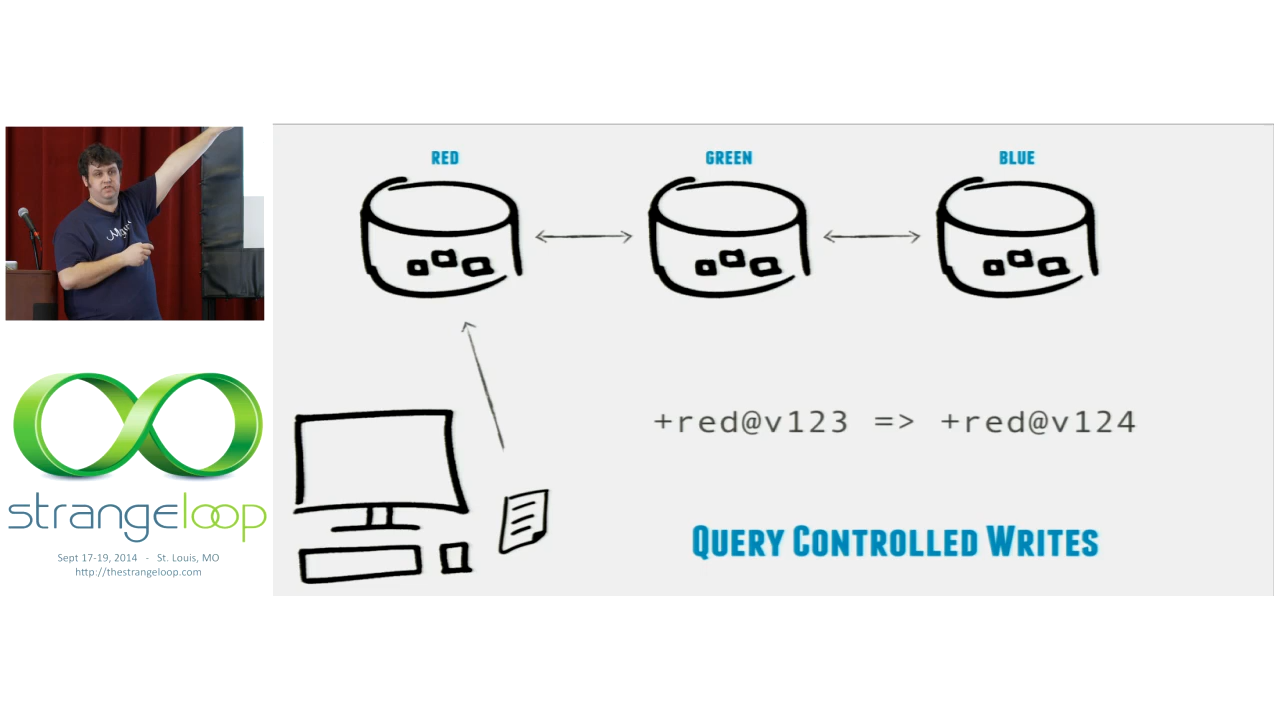 RED
GREEN
BLUE
+red@v123 => +red@v124
QUERY CONTROLLED WRITES
strangeloop
Sept 17-19, 2014 - St. Louis, MO
http://thestrangeloop.com